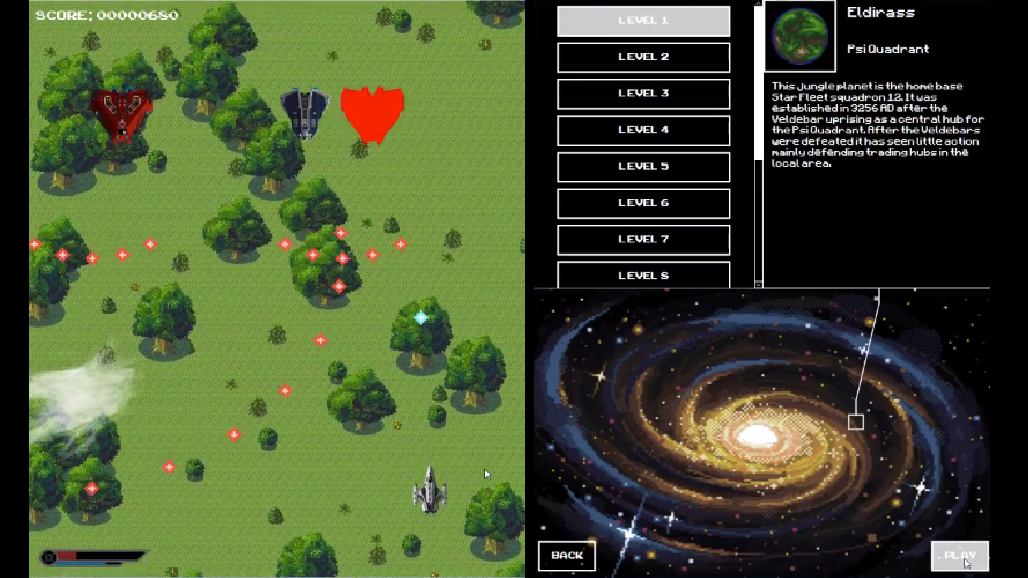 SCORE: 00000680
LEVEL 1
LEVEL 2
LEVEL 3
LEVEL 4
LEVEL 5
LEVEL 6
LEVEL 7
LEVEL 8
Eldirass
Psi Quadrant
This Jungle planet is the home base
Star Fleet squadron 12. It was
established in 3256 AD after the
Veldebar uprising as a central hub for
the Psi Quadrant. After the Veldebars
were defeated it has seen little action
mainly defending trading hubs in the
local area.
BACK
PLAY